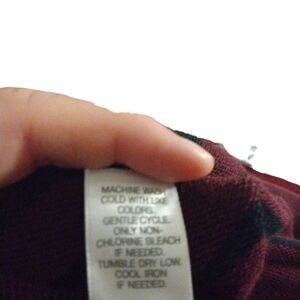 MACHINE WASH
COLD WITH LIKE
COLORS.
GENTLE CYCLE.
ONLY NON-
CHLORINE BLEACH
IF NEEDED.
TUMBLE DRY LOW.
COOL IRON
IF NEEDED